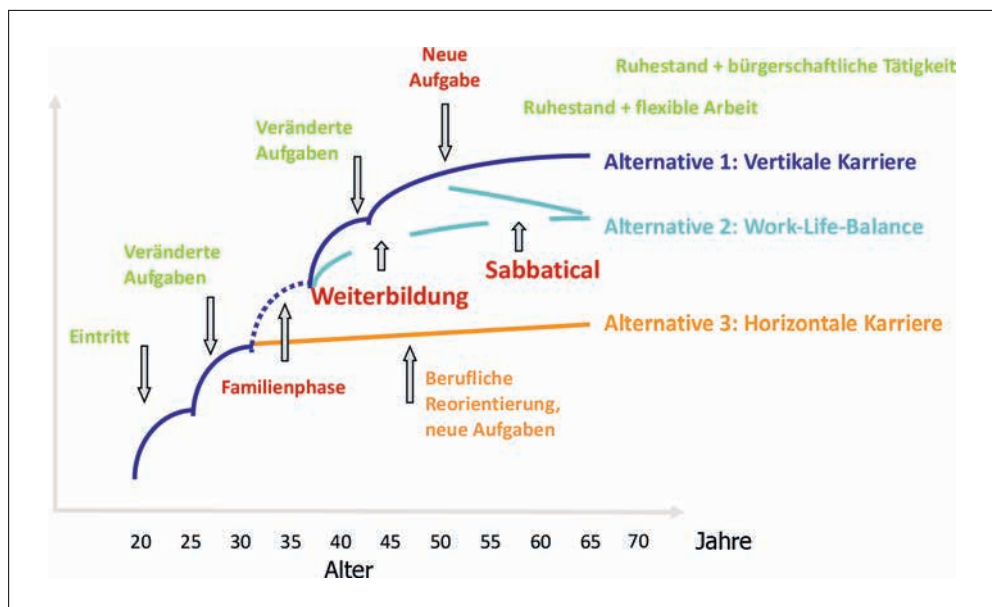 Neue
Aufgabe
Ruhestand + bürgerschaftliche Tätigkeit
Ruhestand + flexible Arbeit
Veränderte
Aufgaben
Alternative 1: Vertikale Karriere
Alternative 2: Work-Life-Balance
Veränderte
Aufgaben
Sabbatical
Weiterbildung
Alternative 3: Horizontale Karriere
Eintritt
Familienphase
Berufliche
Reorientierung,
neue Aufgaben
20 25 30 35 40 45 50 55 60 65 70 Jahre
Alter